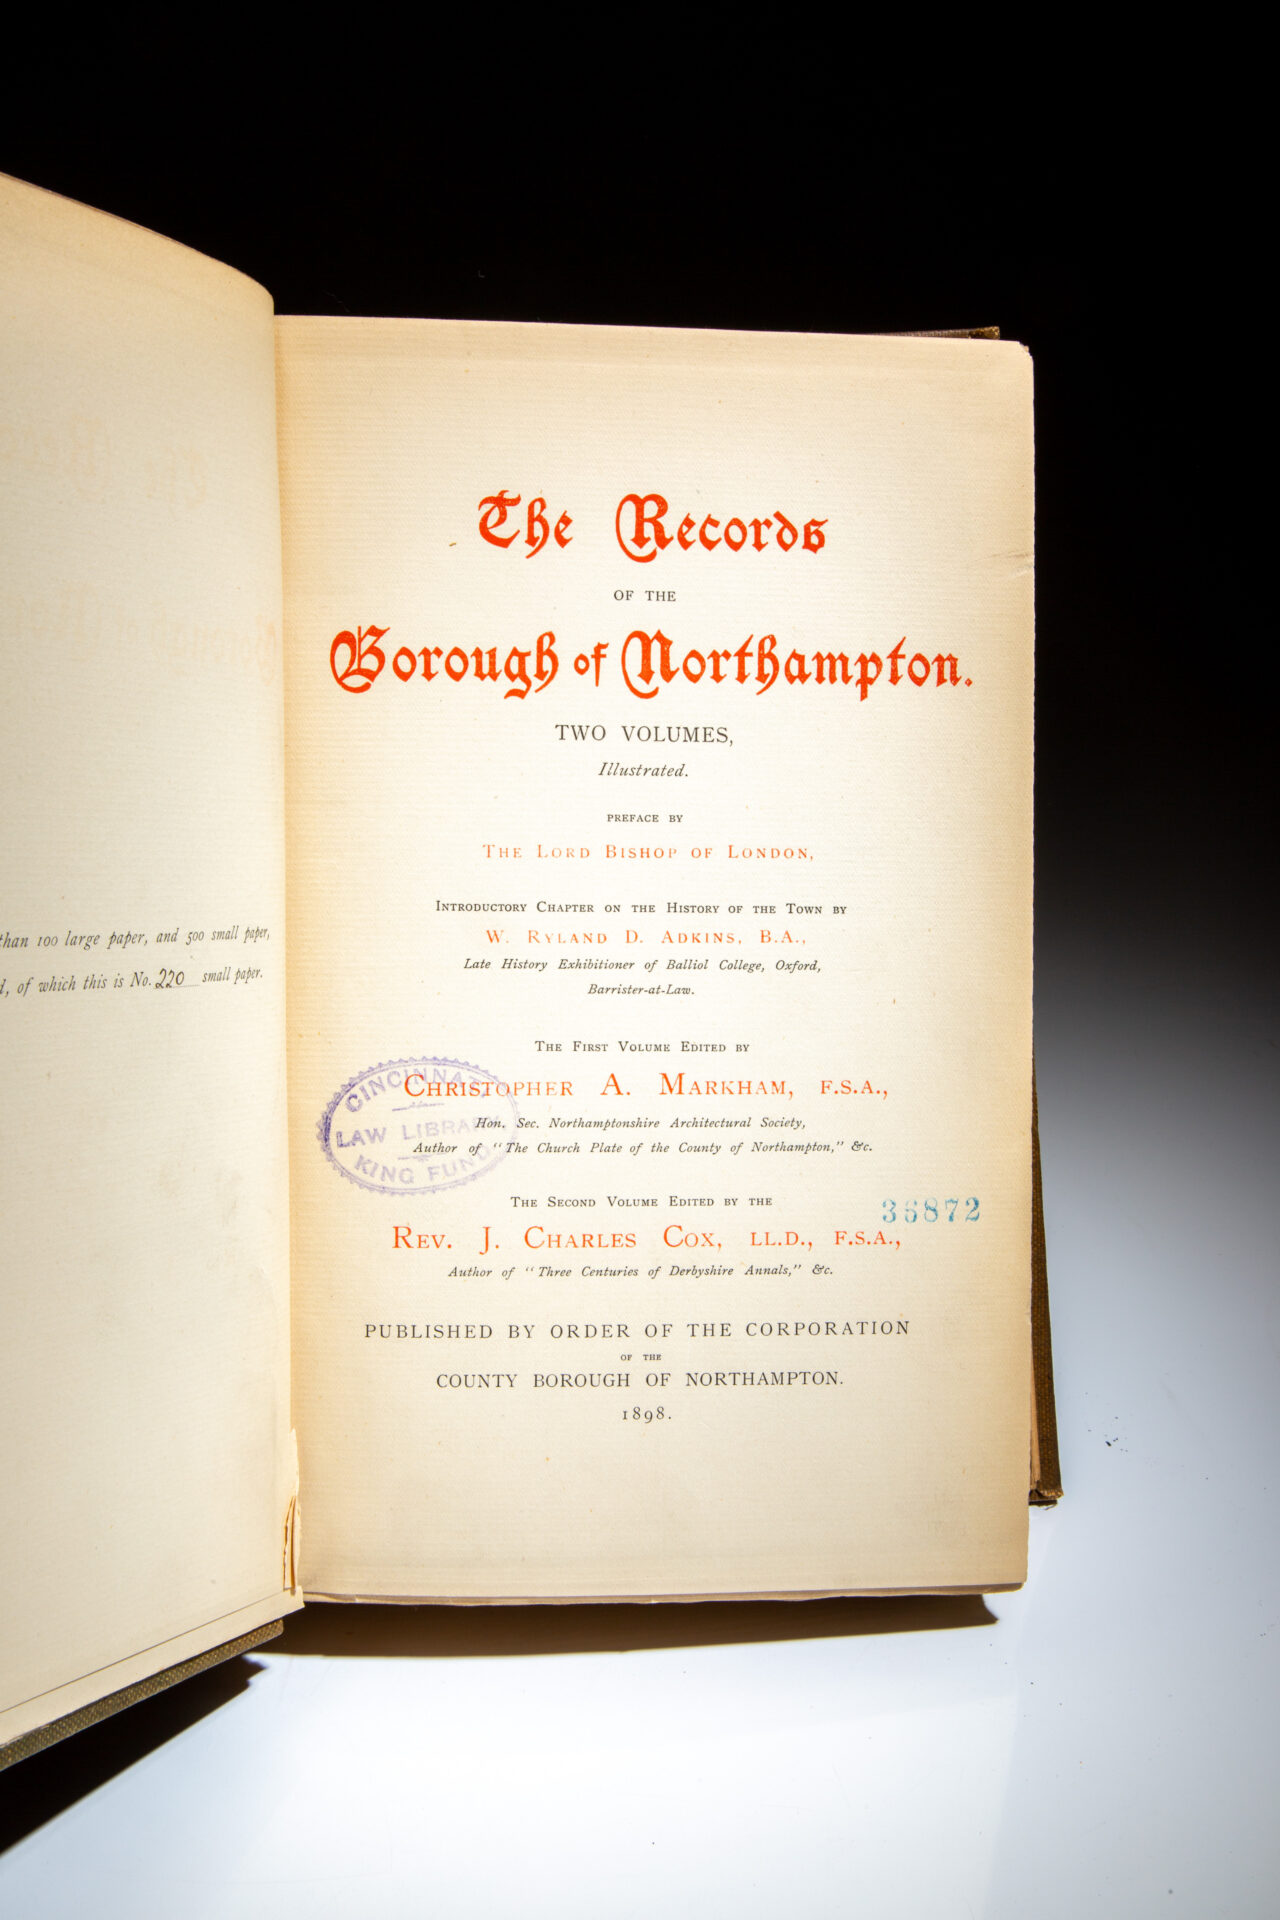 than 100 large paper, and 500 small paper,
of which this is No. 220 small paper.
The Records
OF THE
Borough of Northampton.
TWO VOLUMES,
Illustrated.
PREFACE BY
THE LORD BISHOP OF LONDON,
INTRODUCTORY CHAPTER ON THE HISTORY OF THE TOWN BY
W. RYLAND D. ADKINS, B.A.,
Late History Exhibitioner of Balliol College, Oxford,
Barrister-at-Law.
THE FIRST VOLUME EDITED BY
CHRISTOPHER A. MARKHAM, F.S.A.,
Hon. Sec. Northamptonshire Architectural Society,
Author of "The Church Plate of the County of Northampton," &c.
CINCINNATI
LAW LIBRARY
KING FUND
THE SECOND VOLUME EDITED BY THE
36872
REV. J. CHARLES COX, LL.D., F.S.A.,
Author of "Three Centuries of Derbyshire Annals," &c.
PUBLISHED BY ORDER OF THE CORPORATION
OF THE
COUNTY BOROUGH OF NORTHAMPTON.
1898.